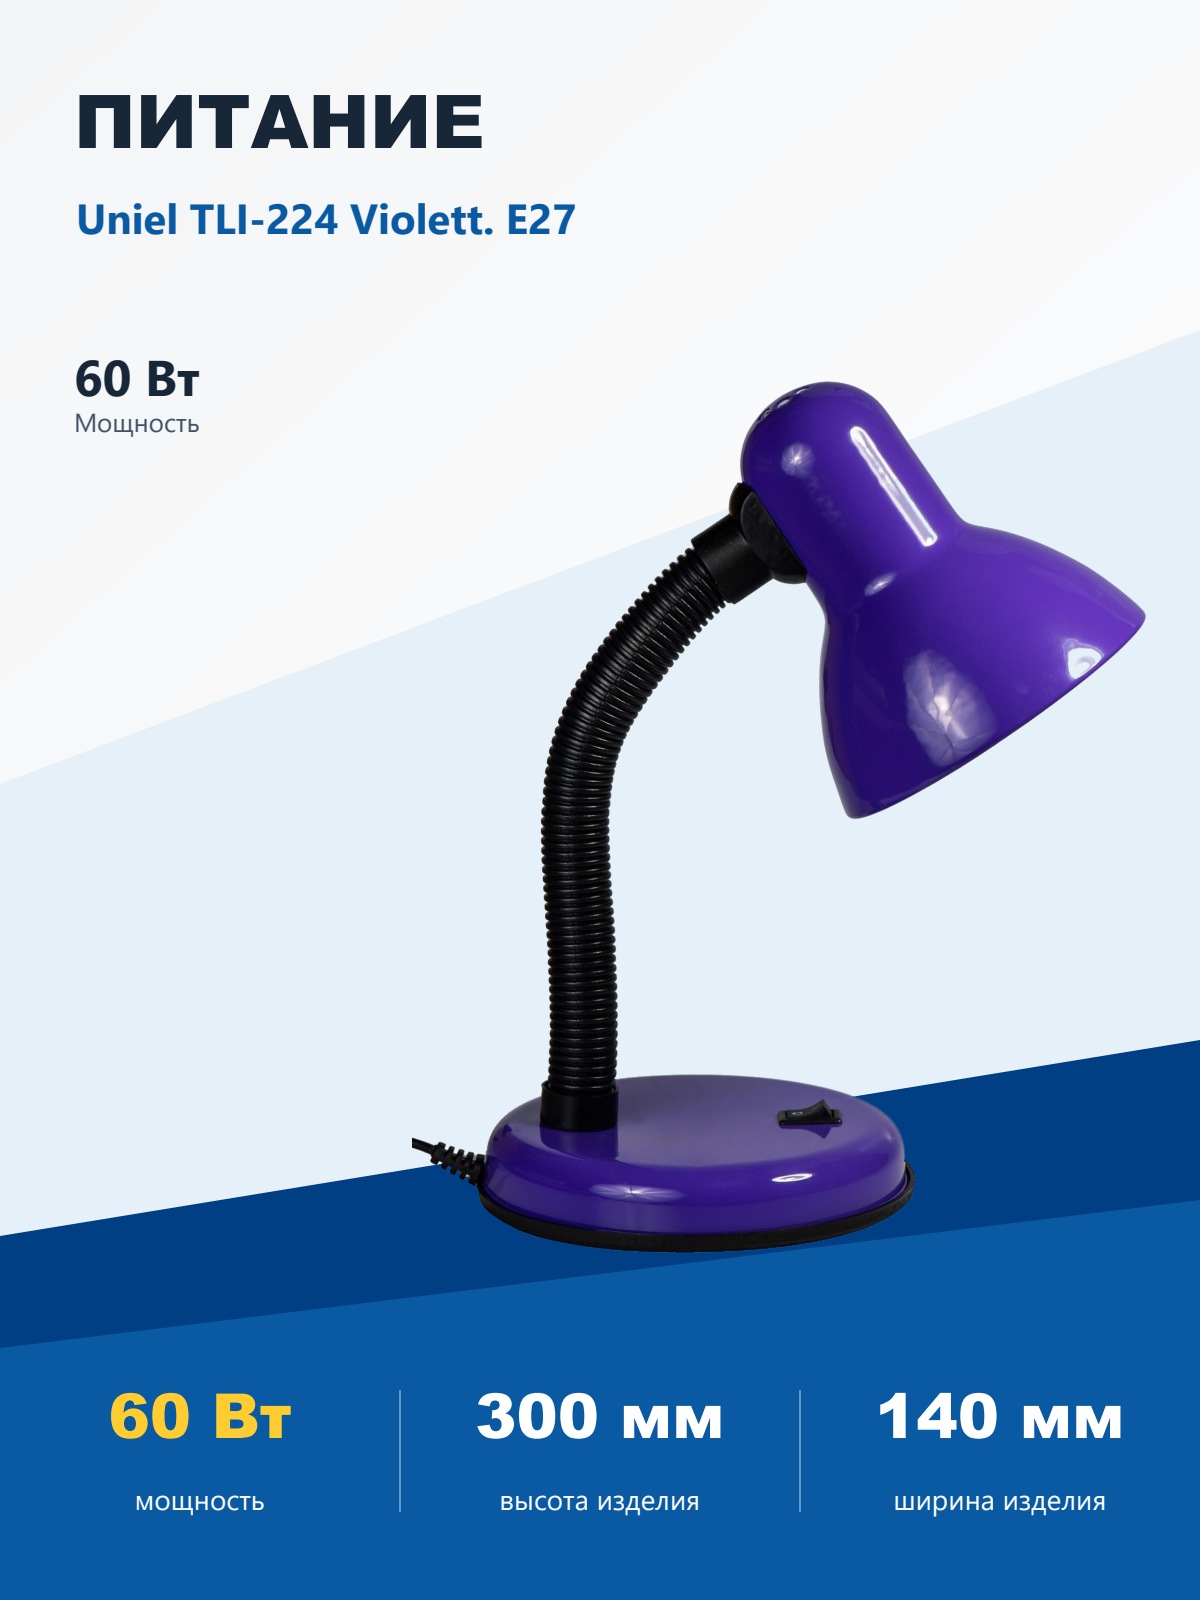 ПИТАНИЕ
Uniel TLI-224 Violett. E27
60 Вт
Мощность
60 Вт
мощность
300 мм
высота изделия
140 мм
ширина изделия